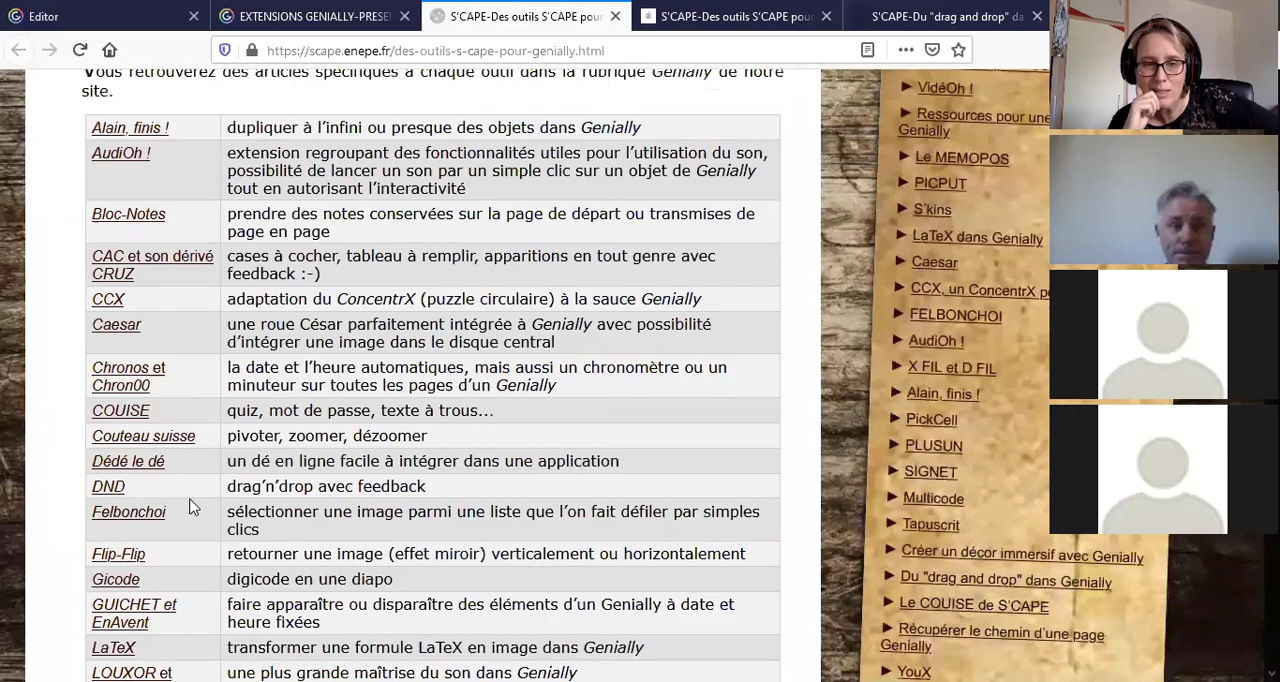 Editor
EXTENSIONS GENIALLY-PRESE
S'CAPE-Des outils S'CAPE pour
S'CAPE-Des outils S'CAPE pour
S'CAPE-Du "drag and drop" da
https://scape.enepe.fr/des-outils-s-cape-pour-genially.html
Vous retrouverez des articles spécifiques à chaque outil dans la rubrique Genially de notre
site.
Alain, finis !
dupliquer à l'infini ou presque des objets dans Genially
AudiOh !
extension regroupant des fonctionnalités utiles pour l'utilisation du son,
possibilité de lancer un son par un simple clic sur un objet de Genially
tout en autorisant l'interactivité
Bloc-Notes
prendre des notes conservées sur la page de départ ou transmises de
page en page
CAC et son dérivé
CRUZ
cases à cocher, tableau à remplir, apparitions en tout genre avec
feedback :-)
CCX
adaptation du ConcentrX (puzzle circulaire) à la sauce Genially
Caesar
une roue César parfaitement intégrée à Genially avec possibilité
d'intégrer une image dans le disque central
Chronos et
Chron00
la date et l'heure automatiques, mais aussi un chronomètre ou un
minuteur sur toutes les pages d'un Genially
COUISE
quiz, mot de passe, texte à trous...
Couteau suisse
pivoter, zoomer, dézoomer
Dédé le dé
un dé en ligne facile à intégrer dans une application
DND
drag'n'drop avec feedback
Felbonchoi
sélectionner une image parmi une liste que l'on fait défiler par simples
clics
Flip-Flip
retourner une image (effet miroir) verticalement ou horizontalement
Gicode
digicode en une diapo
GUICHET et
EnAvent
faire apparaître ou disparaître des éléments d'un Genially à date et
heure fixées
LaTeX
transformer une formule LaTeX en image dans Genially
LOUXOR et
une plus grande maîtrise du son dans Genially
VidéOh !
Ressources pour une
Genially
Le MEMOPOS
PICPUT
S'kins
LaTeX dans Genially
Caesar
CCX, un ConcentrX p
FELBONCHOI
AudiOh !
X FIL et D FIL
Alain, finis !
PickCell
PLUSUN
SIGNET
Multicode
Tapuscrit
Créer un décor immersif avec Genially
Du "drag and drop" dans Genially
Le COUISE de S'CAPE
Récupérer le chemin d'une page
Genially
YouX